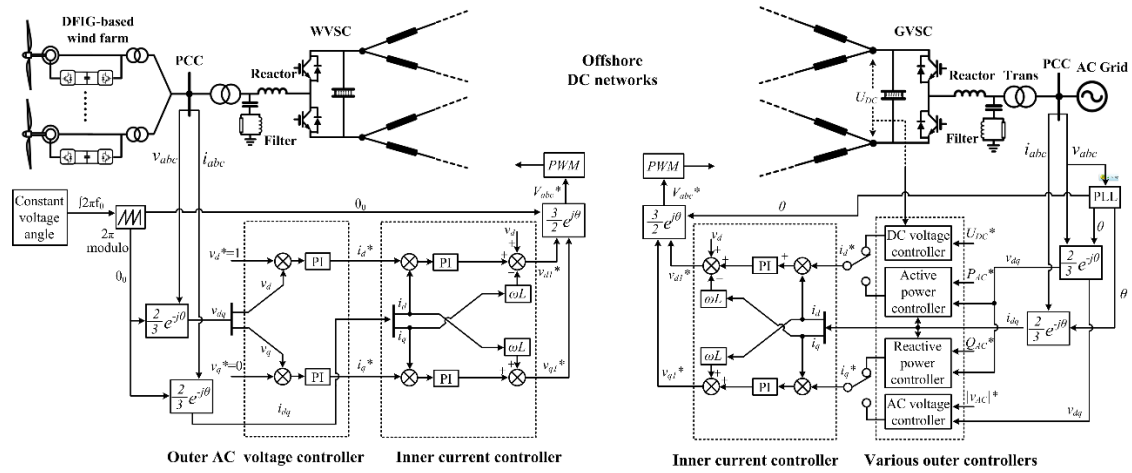 DFIG-based
wind farm
PCC
WVSC
Reactor
Filter
v_abc
i_abc
Offshore
DC networks
GVSC
U_DC
Reactor
Trans
PCC
AC Grid
Filter
i_abc
v_abc
Constant
voltage
angle
∫2πf₀
2π
modulo
θ₀
θ₀
PWM
V_abc*
3/2 e^jθ
v_d*=1
v_d
PI
i_d*
PI
v_d
+
+
−
v_d1*
2/3 e^-jθ
v_dq
i_d
i_q
ωL
ωL
v_q
v_q*=0
PI
i_q*
PI
+
+
v_q1*
2/3 e^-jθ
i_dq
Outer AC voltage controller
Inner current controller
PWM
V_abc*
3/2 e^jθ
θ
PLL
θ
θ
v_d
+
+
−
v_d1*
PI
+
i_d*
DC voltage
controller
U_DC*
Active
power
controller
P_AC*
v_dq
2/3 e^-jθ
ωL
i_d
i_q
i_dq
2/3 e^-jθ
ωL
Reactive
power
controller
Q_AC*
v_q1*
+
+
PI
i_q*
AC voltage
controller
||v_AC|*
v_dq
Inner current controller
Various outer controllers